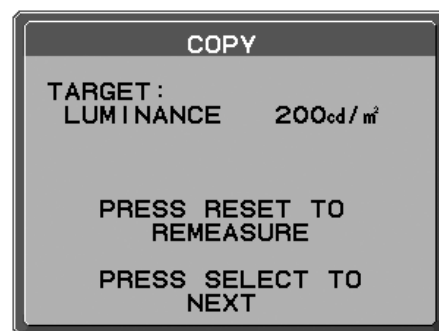 COPY
TARGET:
LUMINANCE 200cd/㎡
PRESS RESET TO
REMEASURE
PRESS SELECT TO
NEXT